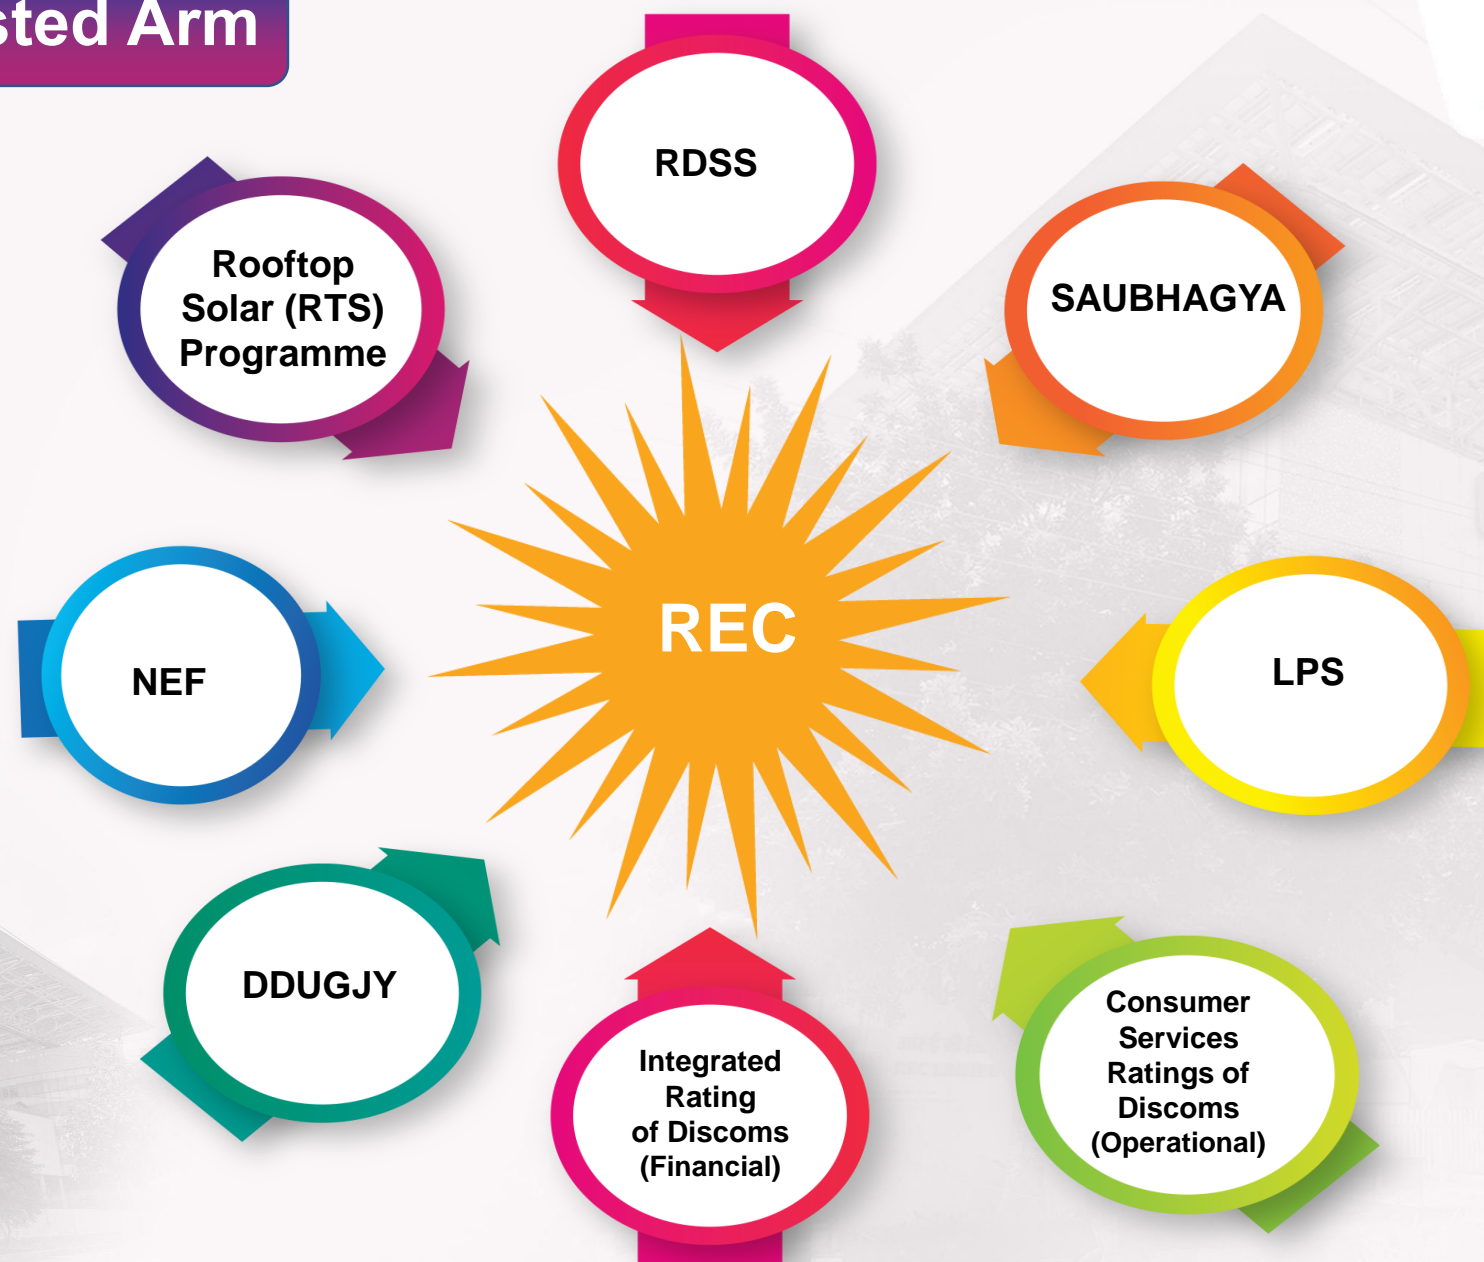 sted Arm
RDSS
Rooftop
Solar (RTS)
Programme
SAUBHAGYA
REC
NEF
LPS
DDUGJY
Integrated
Rating
of Discoms
(Financial)
Consumer
Services
Ratings of
Discoms
(Operational)